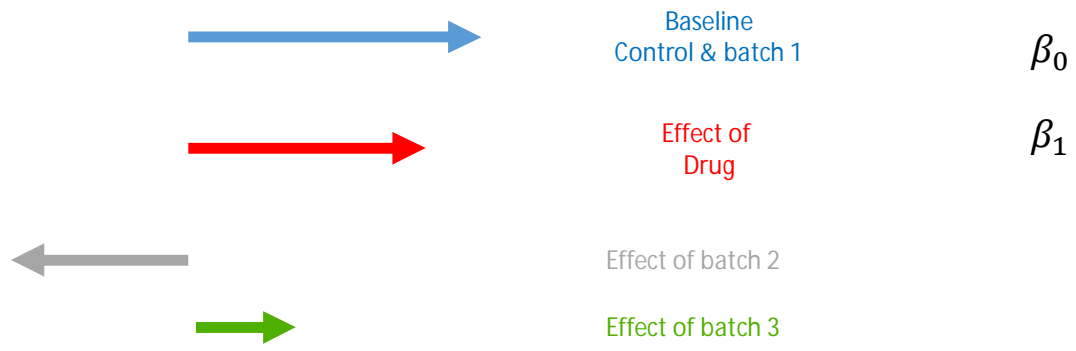 Baseline
Control & batch 1
β₀
Effect of
Drug
β₁
Effect of batch 2
Effect of batch 3